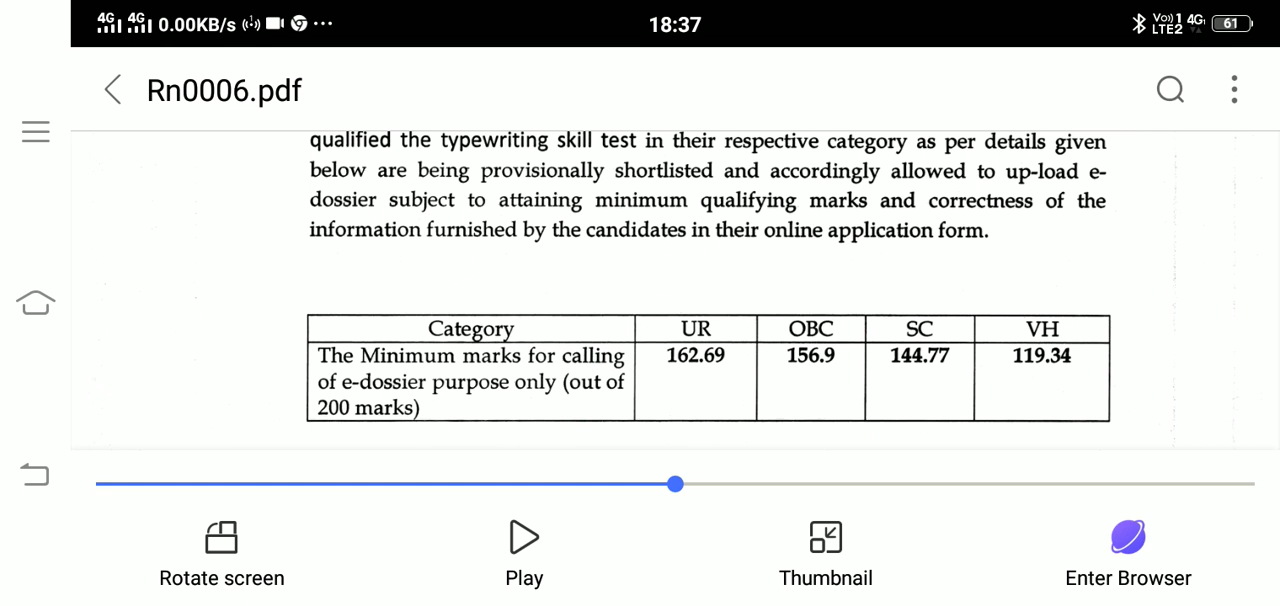 4G 4G 0.00KB/s ... 18:37 Vo)) 1 4G 61
LTE2
Rn0006.pdf
qualified the typewriting skill test in their respective category as per details given
below are being provisionally shortlisted and accordingly allowed to up-load e-
dossier subject to attaining minimum qualifying marks and correctness of the
information furnished by the candidates in their online application form.
Category UR OBC SC VH
The Minimum marks for calling 162.69 156.9 144.77 119.34
of e-dossier purpose only (out of
200 marks)
Rotate screen Play Thumbnail Enter Browser